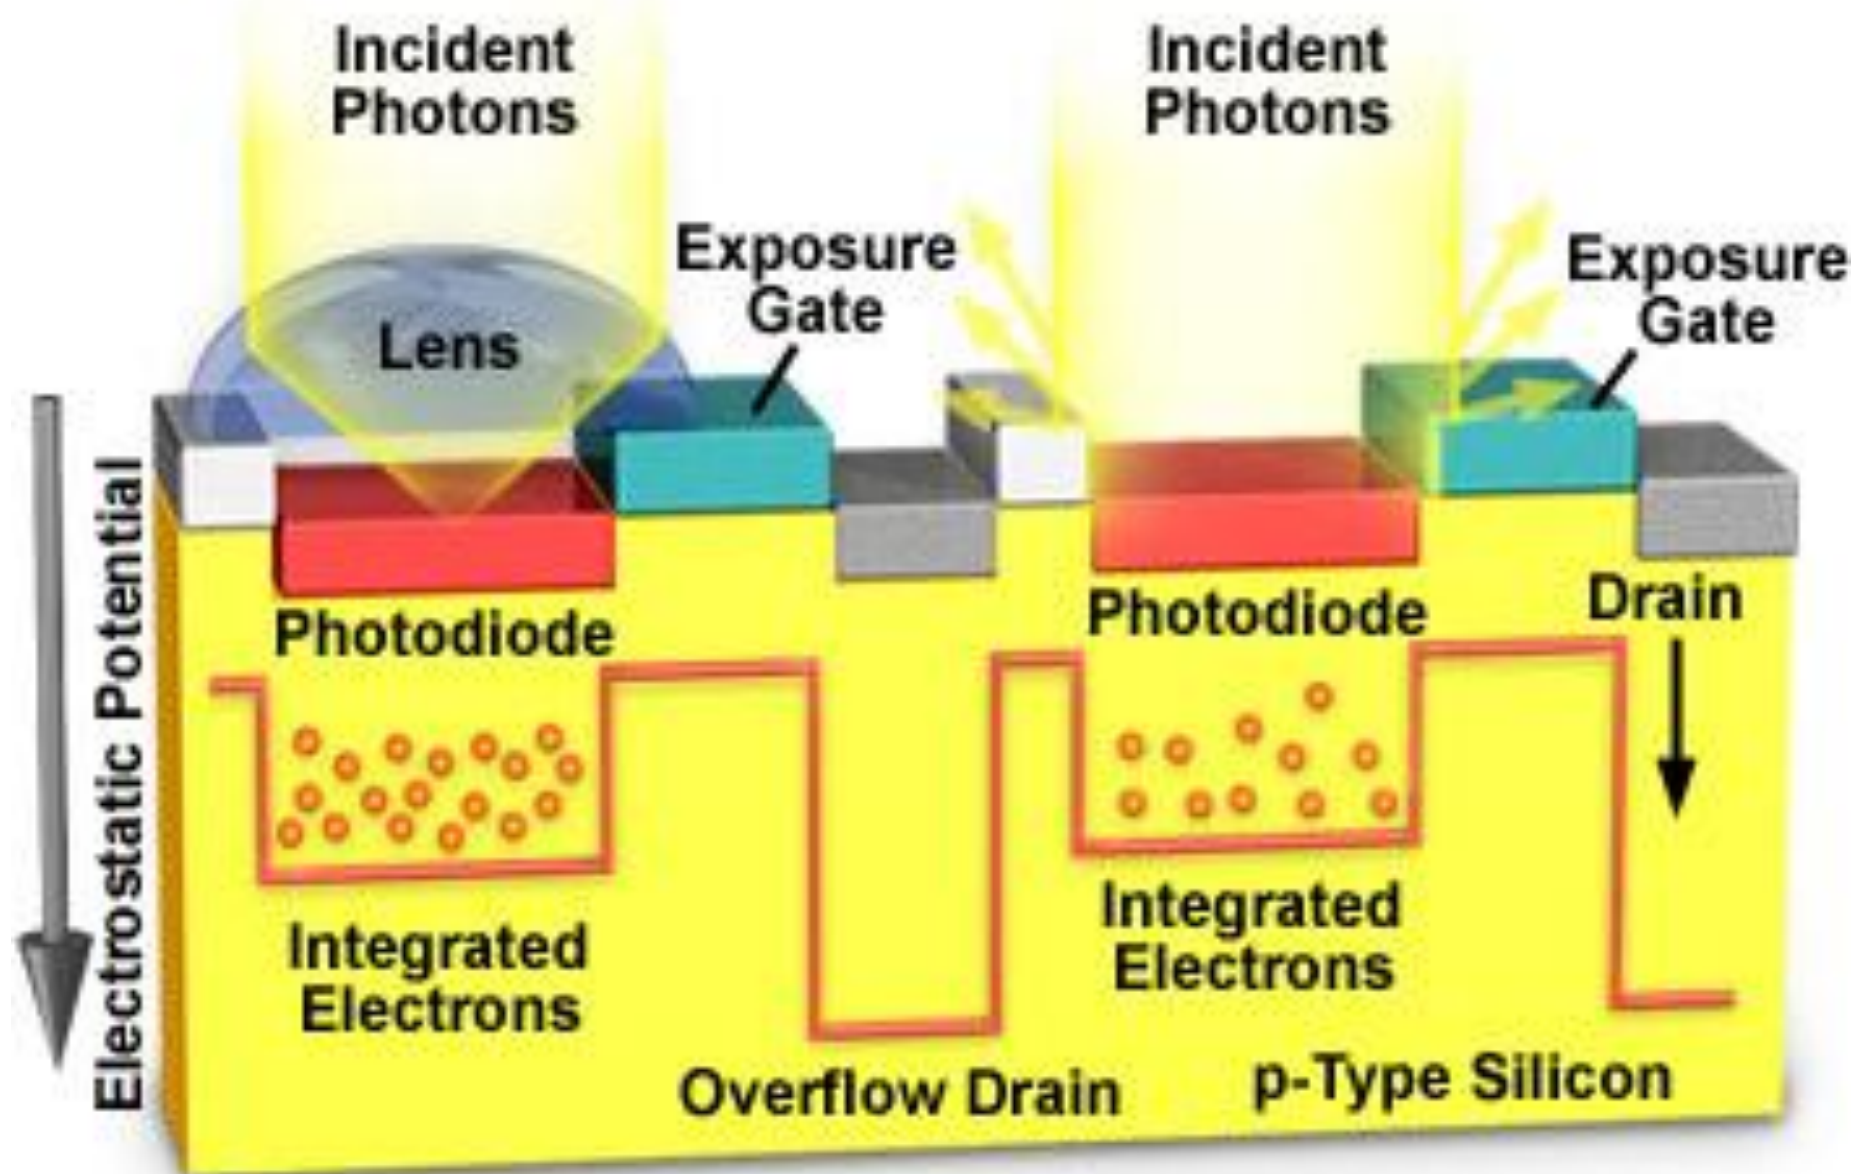 Incident
Photons
Incident
Photons
Exposure
Gate
Exposure
Gate
Lens
Electrostatic Potential
Photodiode
Photodiode
Drain
Integrated
Electrons
Integrated
Electrons
Overflow Drain
p-Type Silicon